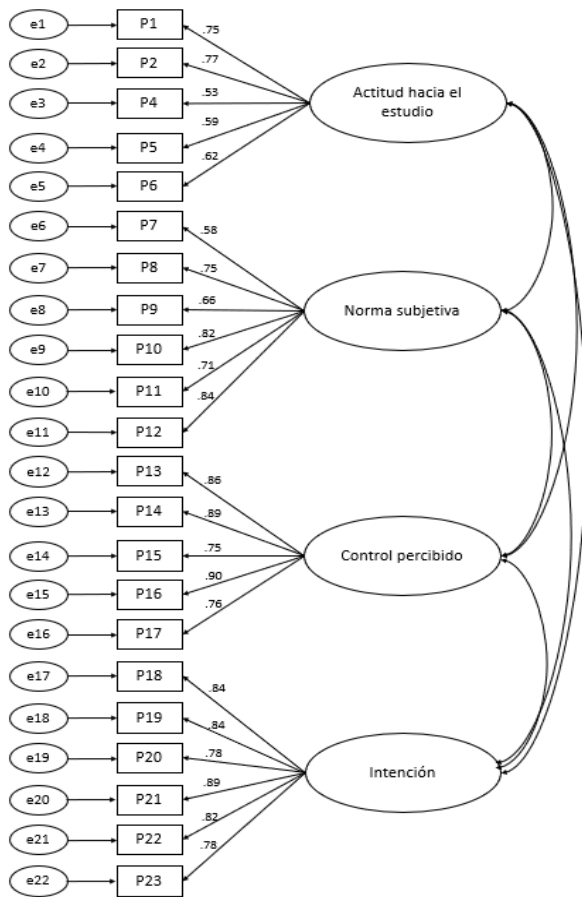 e1 P1 .75
e2 P2 .77
e3 P4 .53
e4 P5 .59
e5 P6 .62
Actitud hacia el
estudio
e6 P7 .58
e7 P8 .75
e8 P9 .66
e9 P10 .82
e10 P11 .71
e11 P12 .84
Norma subjetiva
e12 P13 .86
e13 P14 .89
e14 P15 .75
e15 P16 .90
e16 P17 .76
Control percibido
e17 P18 .84
e18 P19 .84
e19 P20 .78
e20 P21 .89
e21 P22 .82
e22 P23 .78
Intención